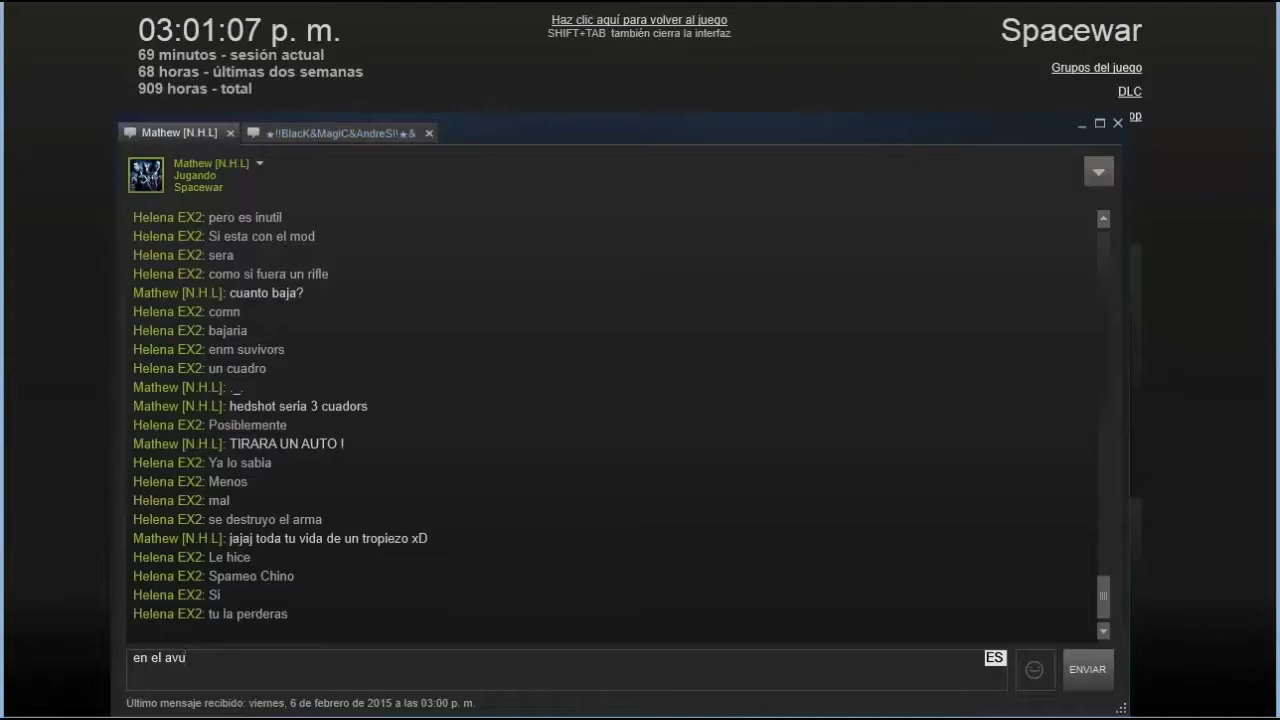 03:01:07 p. m.
69 minutos - sesión actual
68 horas - últimas dos semanas
909 horas - total
Haz clic aquí para volver al juego
SHIFT+TAB también cierra la interfaz
Spacewar
Grupos del juego
DLC
op
Mathew [N.H.L]
★!!BlacK&MagiC&AndreS!!★&
Mathew [N.H.L]
Jugando
Spacewar
Helena EX2: pero es inutil
Helena EX2: Si esta con el mod
Helena EX2: sera
Helena EX2: como si fuera un rifle
Mathew [N.H.L]: cuanto baja?
Helena EX2: comn
Helena EX2: bajaria
Helena EX2: enm suvivors
Helena EX2: un cuadro
Mathew [N.H.L]: ._.
Mathew [N.H.L]: hedshot seria 3 cuadors
Helena EX2: Posiblemente
Mathew [N.H.L]: TIRARA UN AUTO !
Helena EX2: Ya lo sabia
Helena EX2: Menos
Helena EX2: mal
Helena EX2: se destruyo el arma
Mathew [N.H.L]: jajaj toda tu vida de un tropiezo xD
Helena EX2: Le hice
Helena EX2: Spameo Chino
Helena EX2: Si
Helena EX2: tu la perderas
en el avu
ES
ENVIAR
Último mensaje recibido: viernes, 6 de febrero de 2015 a las 03:00 p. m.